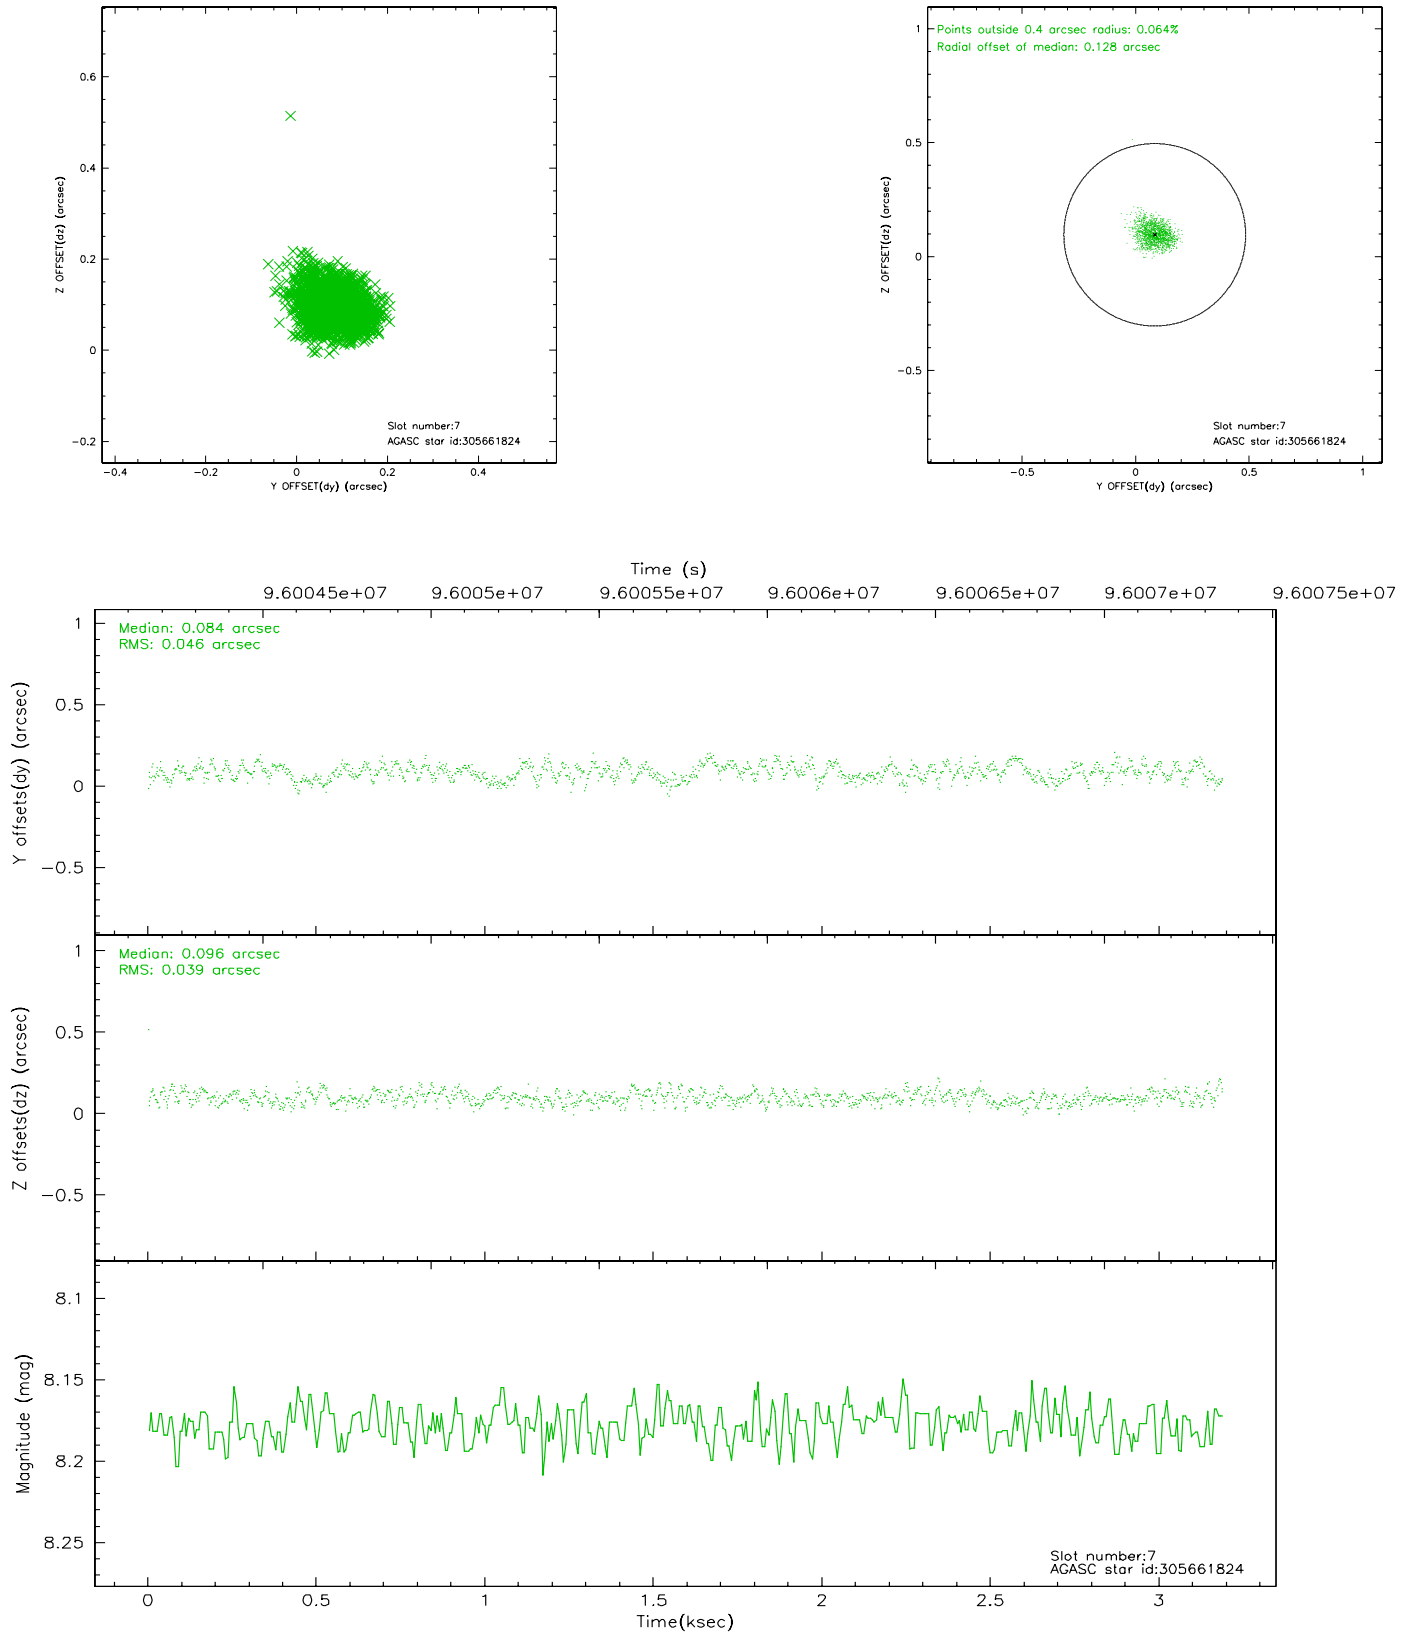 0.6
0.4
0.2
0
−0.2
Z OFFSET(dz) (arcsec)
Slot number:7
AGASC star id:305661824
−0.4 −0.2 0 0.2 0.4
Y OFFSET(dy) (arcsec)
Points outside 0.4 arcsec radius: 0.064%
Radial offset of median: 0.128 arcsec
1
0.5
0
−0.5
Z OFFSET(dz) (arcsec)
Slot number:7
AGASC star id:305661824
−0.5 0 0.5 1
Y OFFSET(dy) (arcsec)
Time (s)
9.60045e+07 9.6005e+07 9.60055e+07 9.6006e+07 9.60065e+07 9.6007e+07 9.60075e+07
Median: 0.084 arcsec
RMS: 0.046 arcsec
1
0.5
0
−0.5
Y offsets(dy) (arcsec)
Median: 0.096 arcsec
RMS: 0.039 arcsec
1
0.5
0
−0.5
Z offsets(dz) (arcsec)
8.1
8.15
8.2
8.25
Magnitude (mag)
Slot number:7
AGASC star id:305661824
0 0.5 1 1.5 2 2.5 3
Time(ksec)